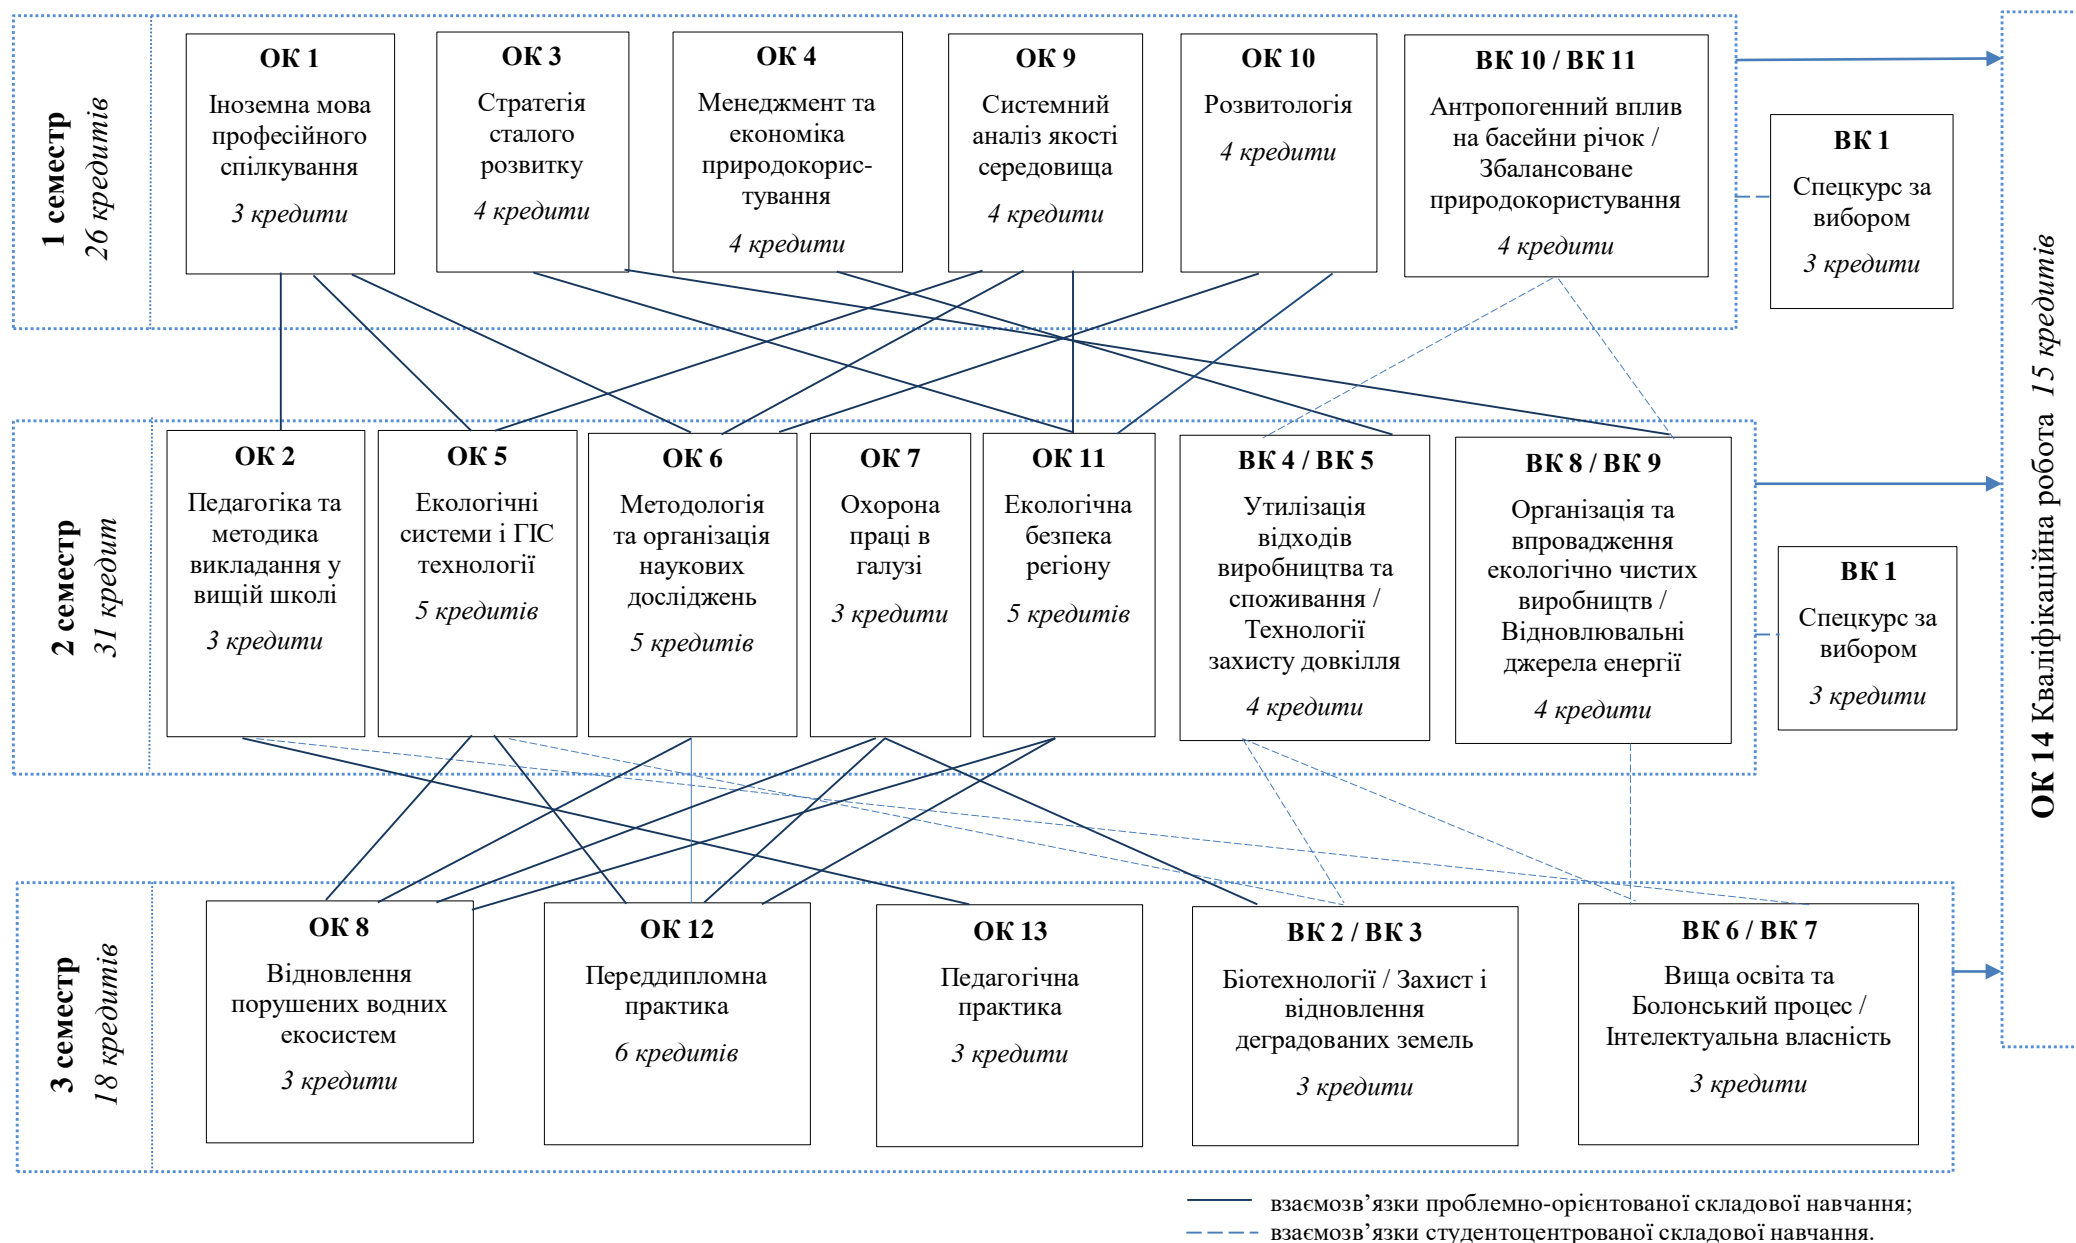 1 семестр
26 кредитів
ОК 1
Іноземна мова
професійного
спілкування
3 кредити
ОК 3
Стратегія
сталого
розвитку
4 кредити
ОК 4
Менеджмент та
економіка
природокорис-
тування
4 кредити
ОК 9
Системний
аналіз якості
середовища
4 кредити
ОК 10
Розвитологія
4 кредити
ВК 10 / ВК 11
Антропогенний вплив
на басейни річок /
Збалансоване
природокористування
4 кредити
ВК 1
Спецкурс за
вибором
3 кредити
2 семестр
31 кредит
ОК 2
Педагогіка та
методика
викладання у
вищій школі
3 кредити
ОК 5
Екологічні
системи і ГІС
технології
5 кредитів
ОК 6
Методологія
та організація
наукових
досліджень
5 кредитів
ОК 7
Охорона
праці в
галузі
3 кредити
ОК 11
Екологічна
безпека
регіону
5 кредитів
ВК 4 / ВК 5
Утилізація
відходів
виробництва та
споживання /
Технології
захисту довкілля
4 кредити
ВК 8 / ВК 9
Організація та
впровадження
екологічно чистих
виробництв /
Відновлювальні
джерела енергії
4 кредити
ВК 1
Спецкурс за
вибором
3 кредити
3 семестр
18 кредитів
ОК 8
Відновлення
порушених водних
екосистем
3 кредити
ОК 12
Переддипломна
практика
6 кредитів
ОК 13
Педагогічна
практика
3 кредити
ВК 2 / ВК 3
Біотехнології / Захист і
відновлення
деградованих земель
3 кредити
ВК 6 / ВК 7
Вища освіта та
Болонський процес /
Інтелектуальна власність
3 кредити
ОК 14 Кваліфікаційна робота 15 кредитів
взаємозв’язки проблемно-орієнтованої складової навчання;
взаємозв’язки студентоцентрованої складової навчання.